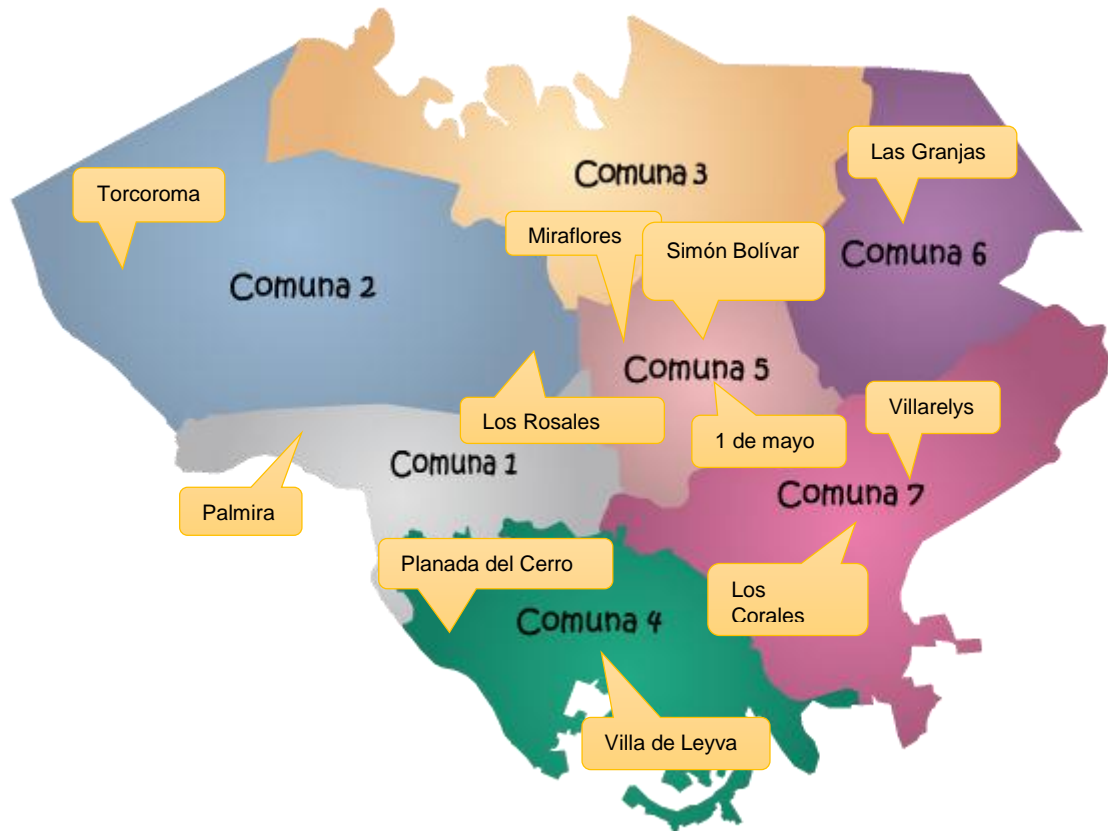 Las Granjas
Comuna 3
Torcoroma
Miraflores
Simón Bolívar
Comuna 6
Comuna 2
Comuna 5
Villarelys
Los Rosales
1 de mayo
Comuna 1
Comuna 7
Palmira
Planada del Cerro
Los
Corales
Comuna 4
Villa de Leyva